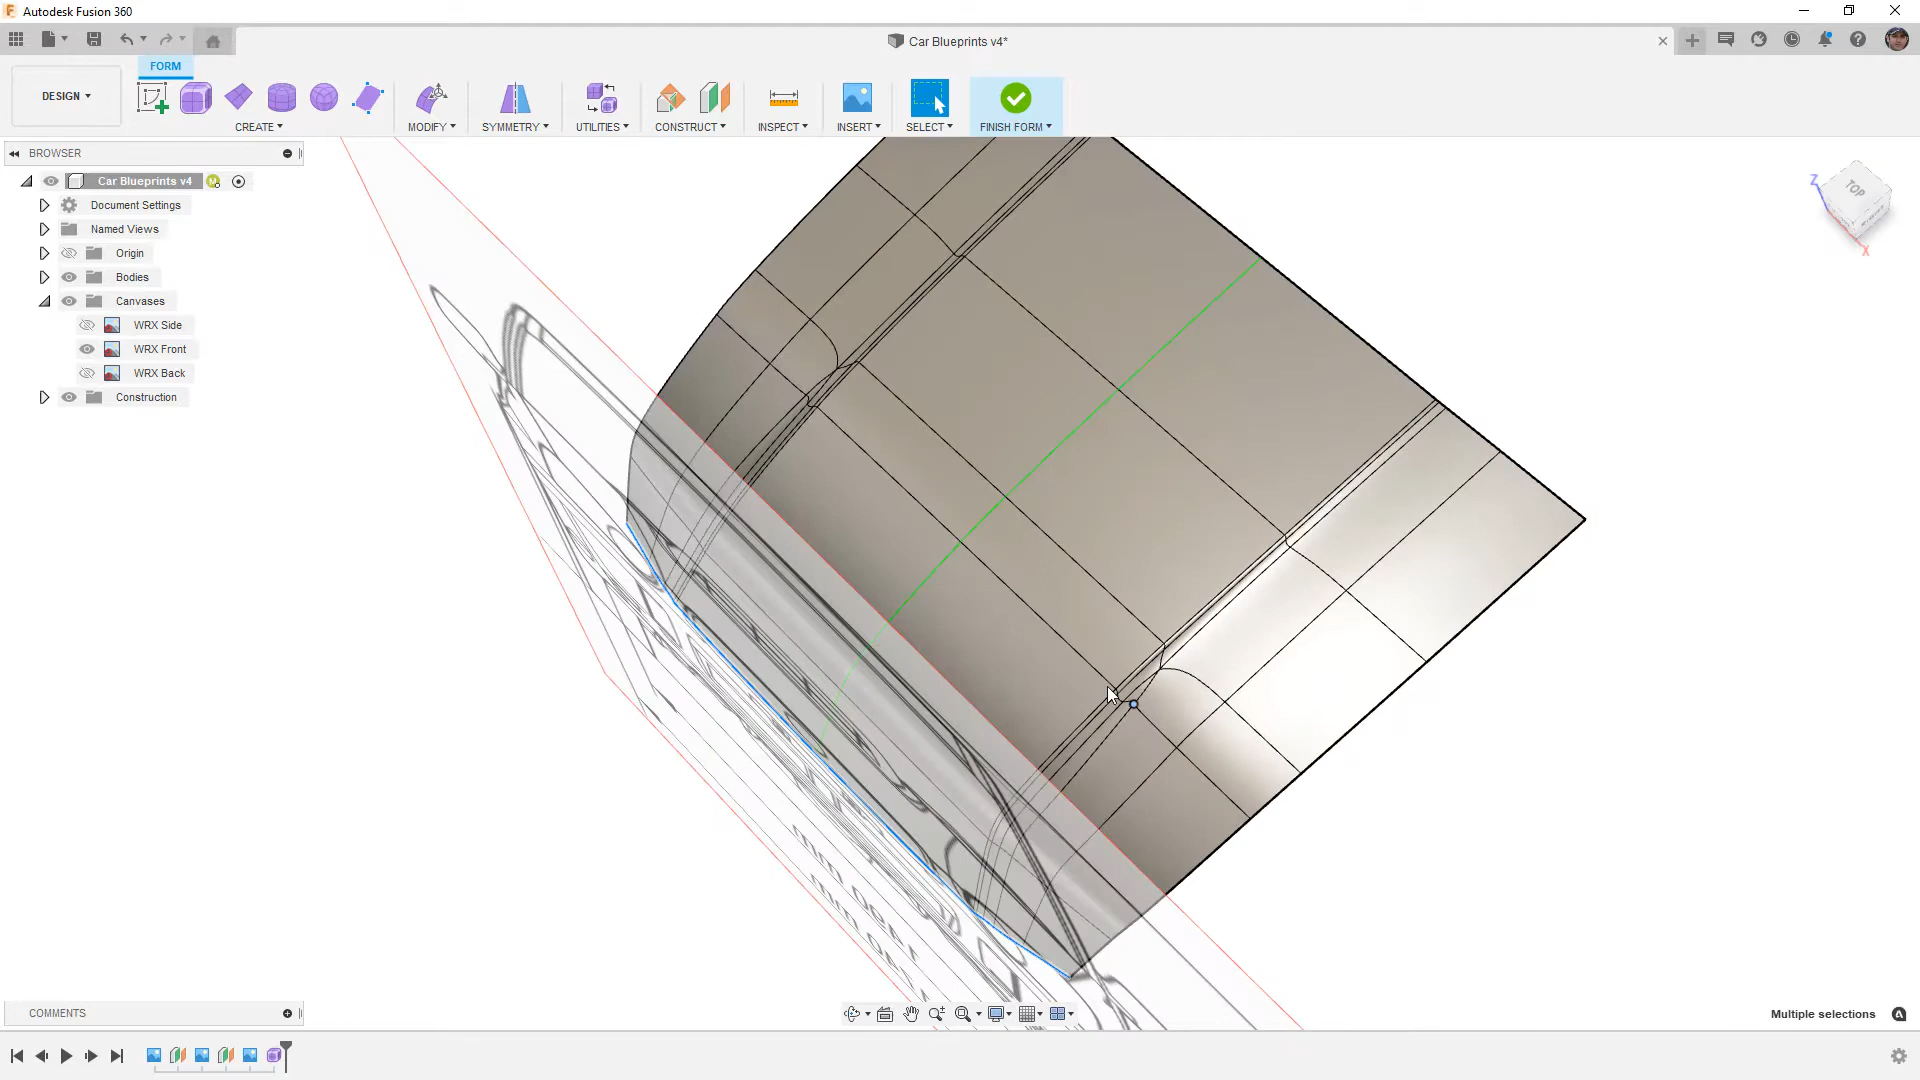 Autodesk Fusion 360
Car Blueprints v4*
FORM
DESIGN
CREATE
MODIFY
SYMMETRY
UTILITIES
CONSTRUCT
INSPECT
INSERT
SELECT
FINISH FORM
BROWSER
Car Blueprints v4
Document Settings
Named Views
Origin
Bodies
Canvases
WRX Side
WRX Front
WRX Back
Construction
TOP
Z
X
COMMENTS
Multiple selections